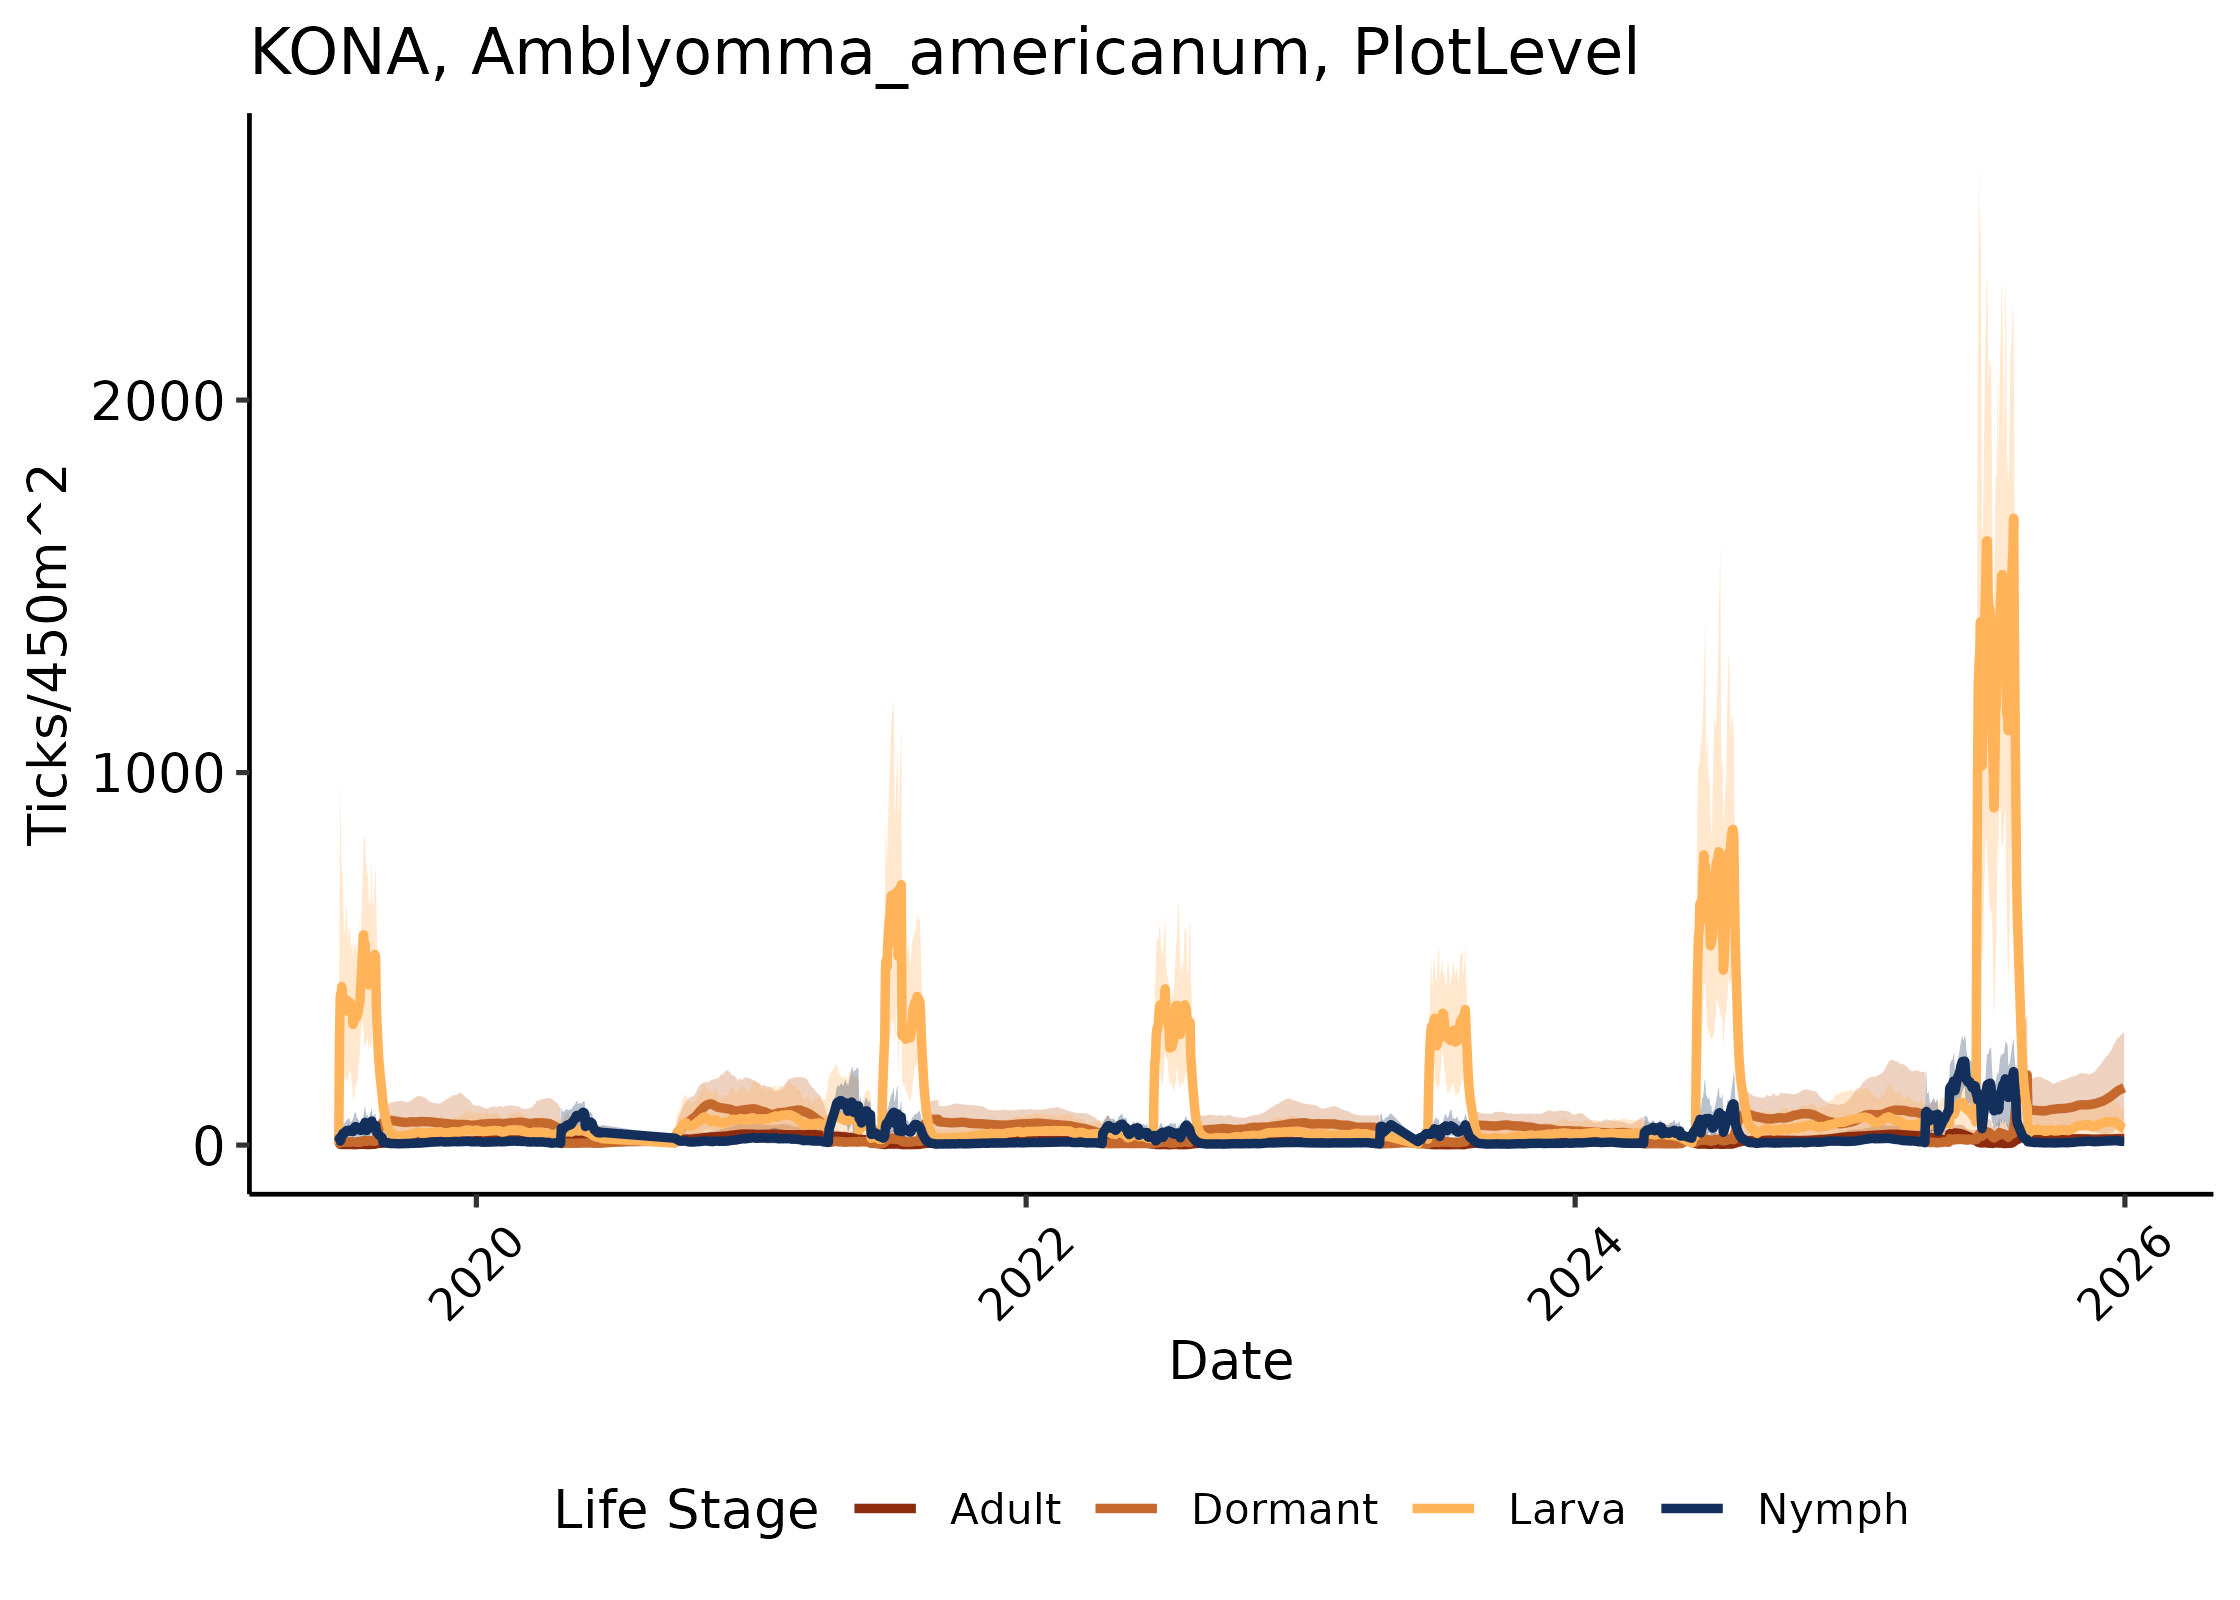 KONA, Amblyomma_americanum, PlotLevel
Ticks/450m^2
2000
1000
0
2020
2022
2024
2026
Date
Life Stage
Adult
Dormant
Larva
Nymph